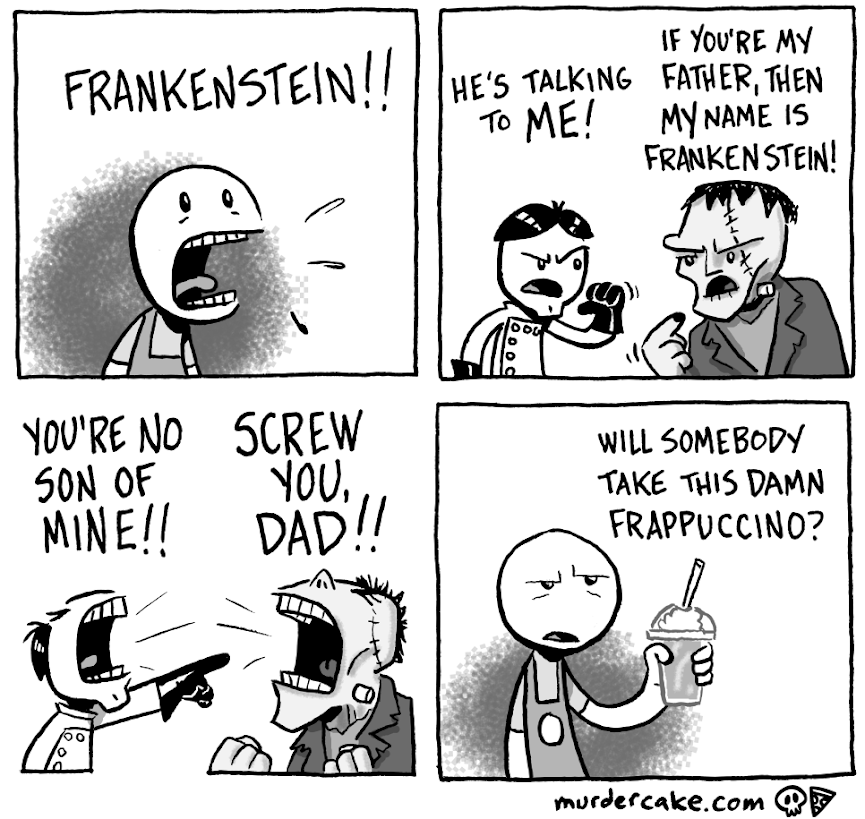 FRANKENSTEIN!!
HE'S TALKING
TO ME!
IF YOU'RE MY
FATHER, THEN
MY NAME IS
FRANKENSTEIN!
YOU'RE NO
SON OF
MINE!!
SCREW
YOU,
DAD!!
WILL SOMEBODY
TAKE THIS DAMN
FRAPPUCCINO?
murdercake.com